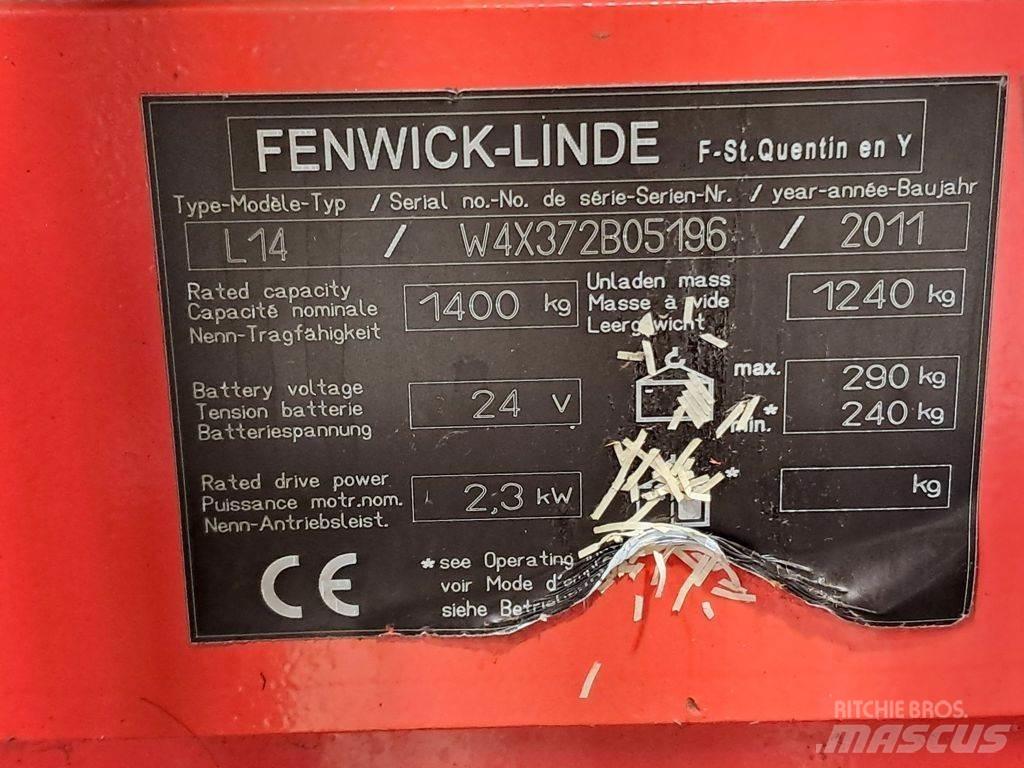 FENWICK-LINDE F-St.Quentin en Y
Type-Modèle-Typ / Serial no.-No. de série-Serien-Nr. / year-année-Baujahr
L14 / W4X372B05196 / 2011
Rated capacity
Capacité nominale
Nenn-Tragfähigkeit
1400 kg
Unladen mass
Masse à vide
Leergewicht
1240 kg
Battery voltage
Tension batterie
Batteriespannung
24 V
max. 290 kg
min.* 240 kg
Rated drive power
Puissance motr.nom.
Nenn-Antriebsleist.
2,3 kW
* kg
CE
*see Operating
voir Mode
siehe
RITCHIE BROS.
MASCUS